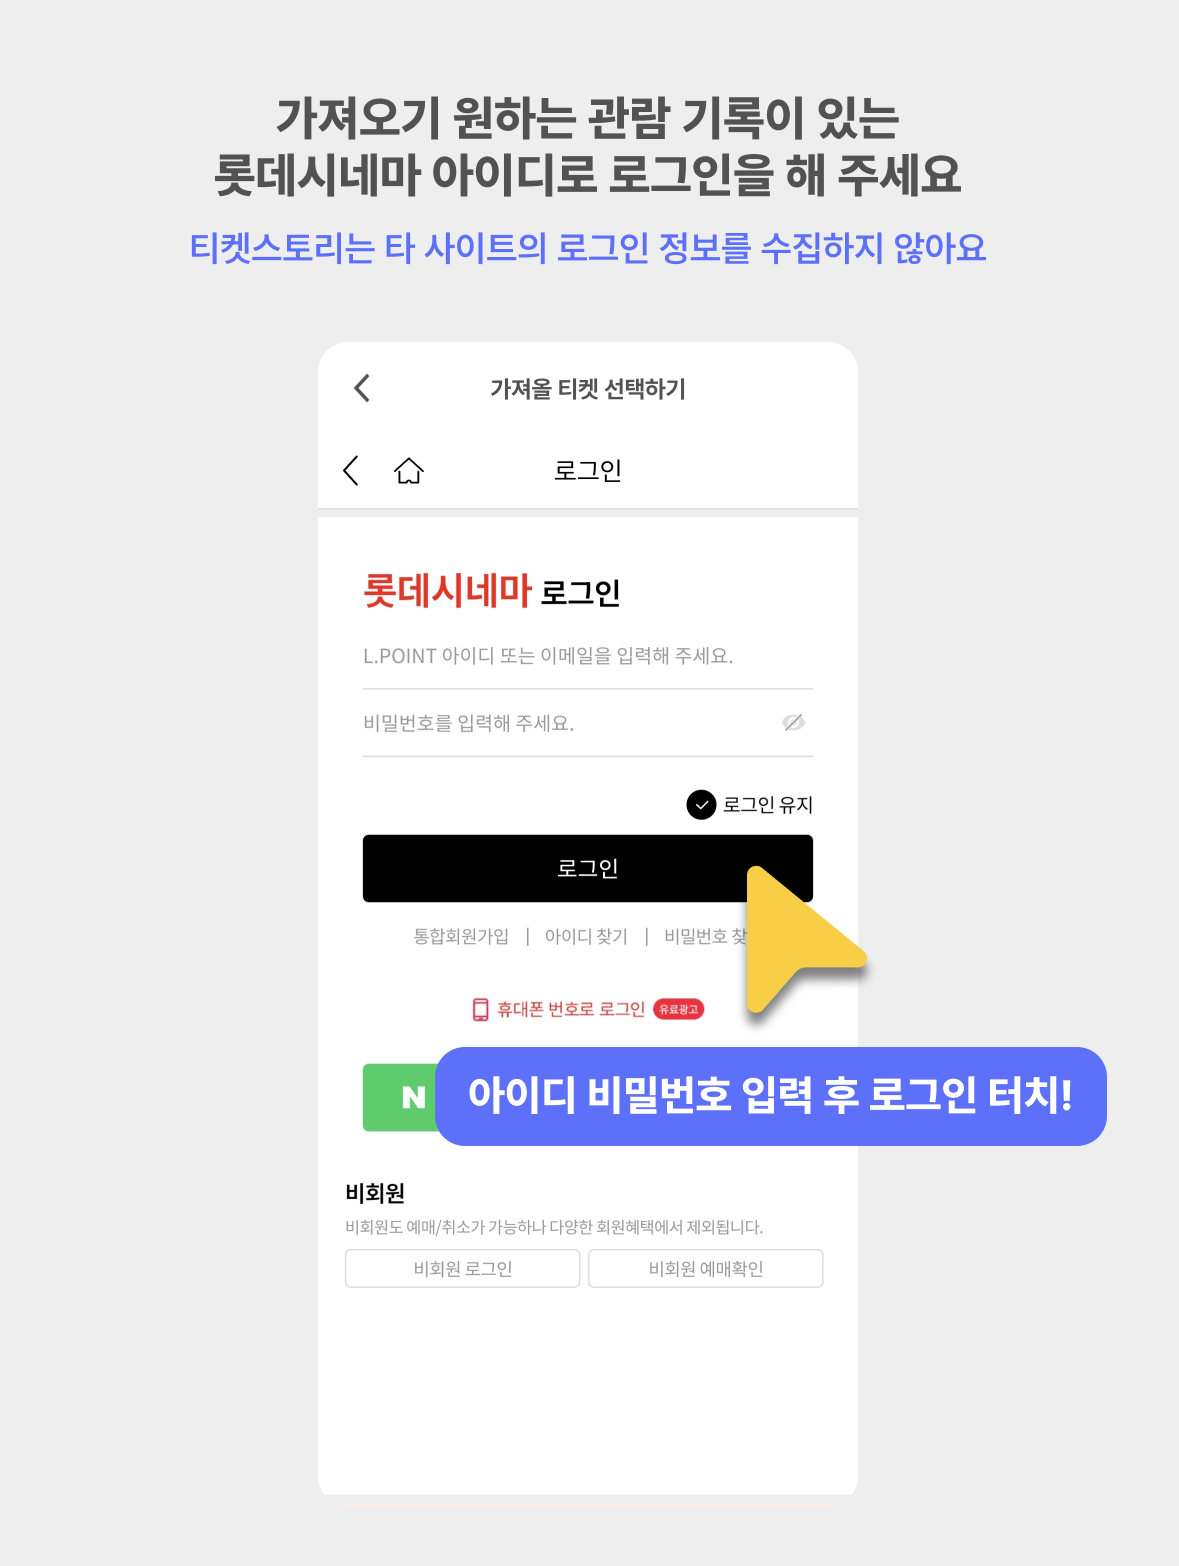 가져오기 원하는 관람 기록이 있는
롯데시네마 아이디로 로그인을 해 주세요
티켓스토리는 타 사이트의 로그인 정보를 수집하지 않아요
가져올 티켓 선택하기
로그인
롯데시네마 로그인
L.POINT 아이디 또는 이메일을 입력해 주세요.
비밀번호를 입력해 주세요.
로그인 유지
로그인
통합회원가입 | 아이디 찾기 | 비밀번호 찾
휴대폰 번호로 로그인 유료광고
N
아이디 비밀번호 입력 후 로그인 터치!
비회원
비회원도 예매/취소가 가능하나 다양한 회원혜택에서 제외됩니다.
비회원 로그인 비회원 예매확인